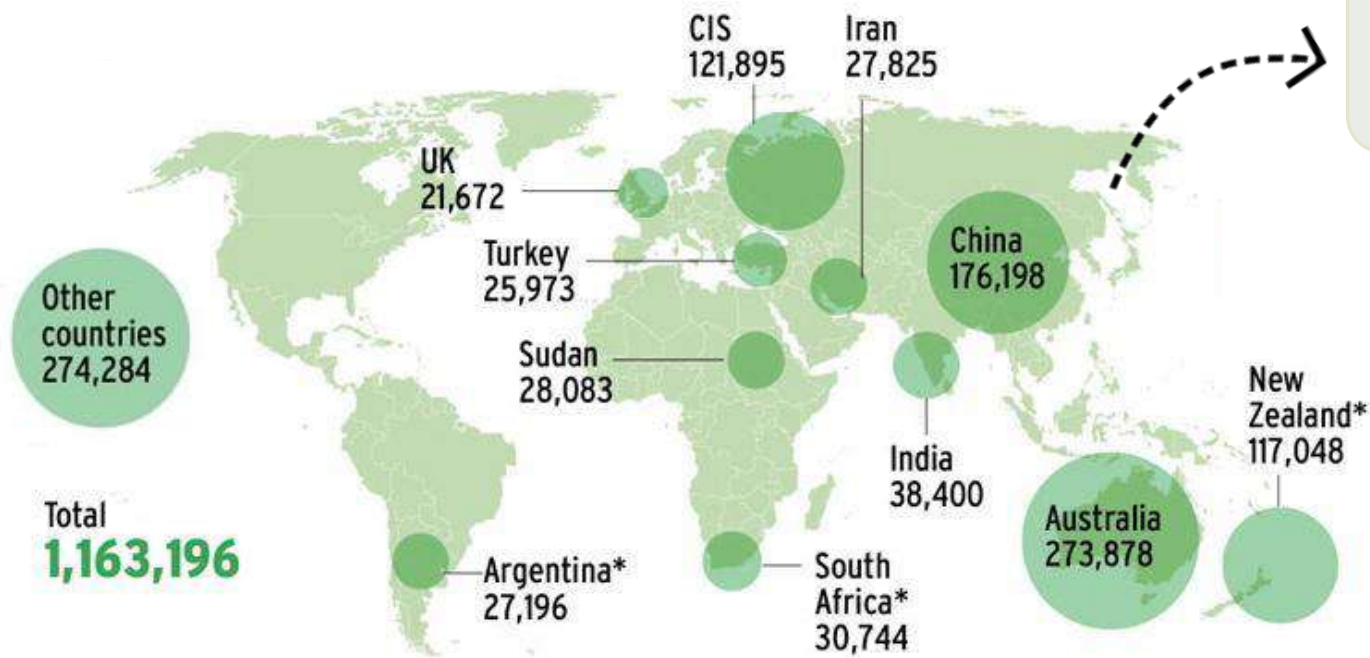 CIS
121,895
Iran
27,825
UK
21,672
Turkey
25,973
China
176,198
Other
countries
274,284
Sudan
28,083
New
Zealand*
117,048
India
38,400
Australia
273,878
Total
1,163,196
Argentina*
27,196
South
Africa*
30,744